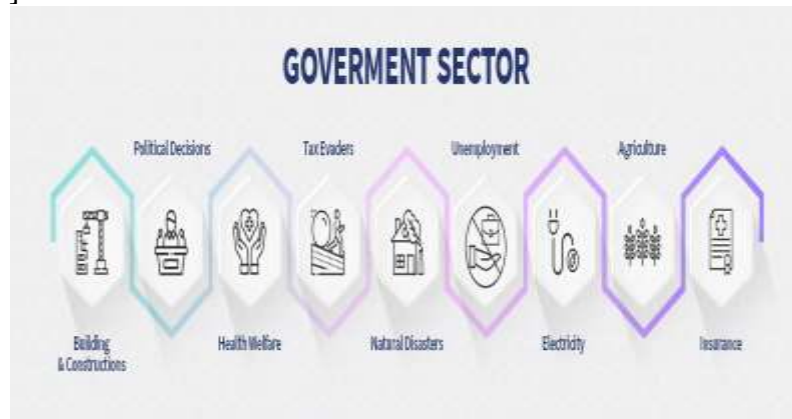 GOVERMENT SECTOR
Political Decisions
Tax Evaders
Unemployment
Agriculture
Building
& Constructions
Health Welfare
Natural Disasters
Electricity
Insurance